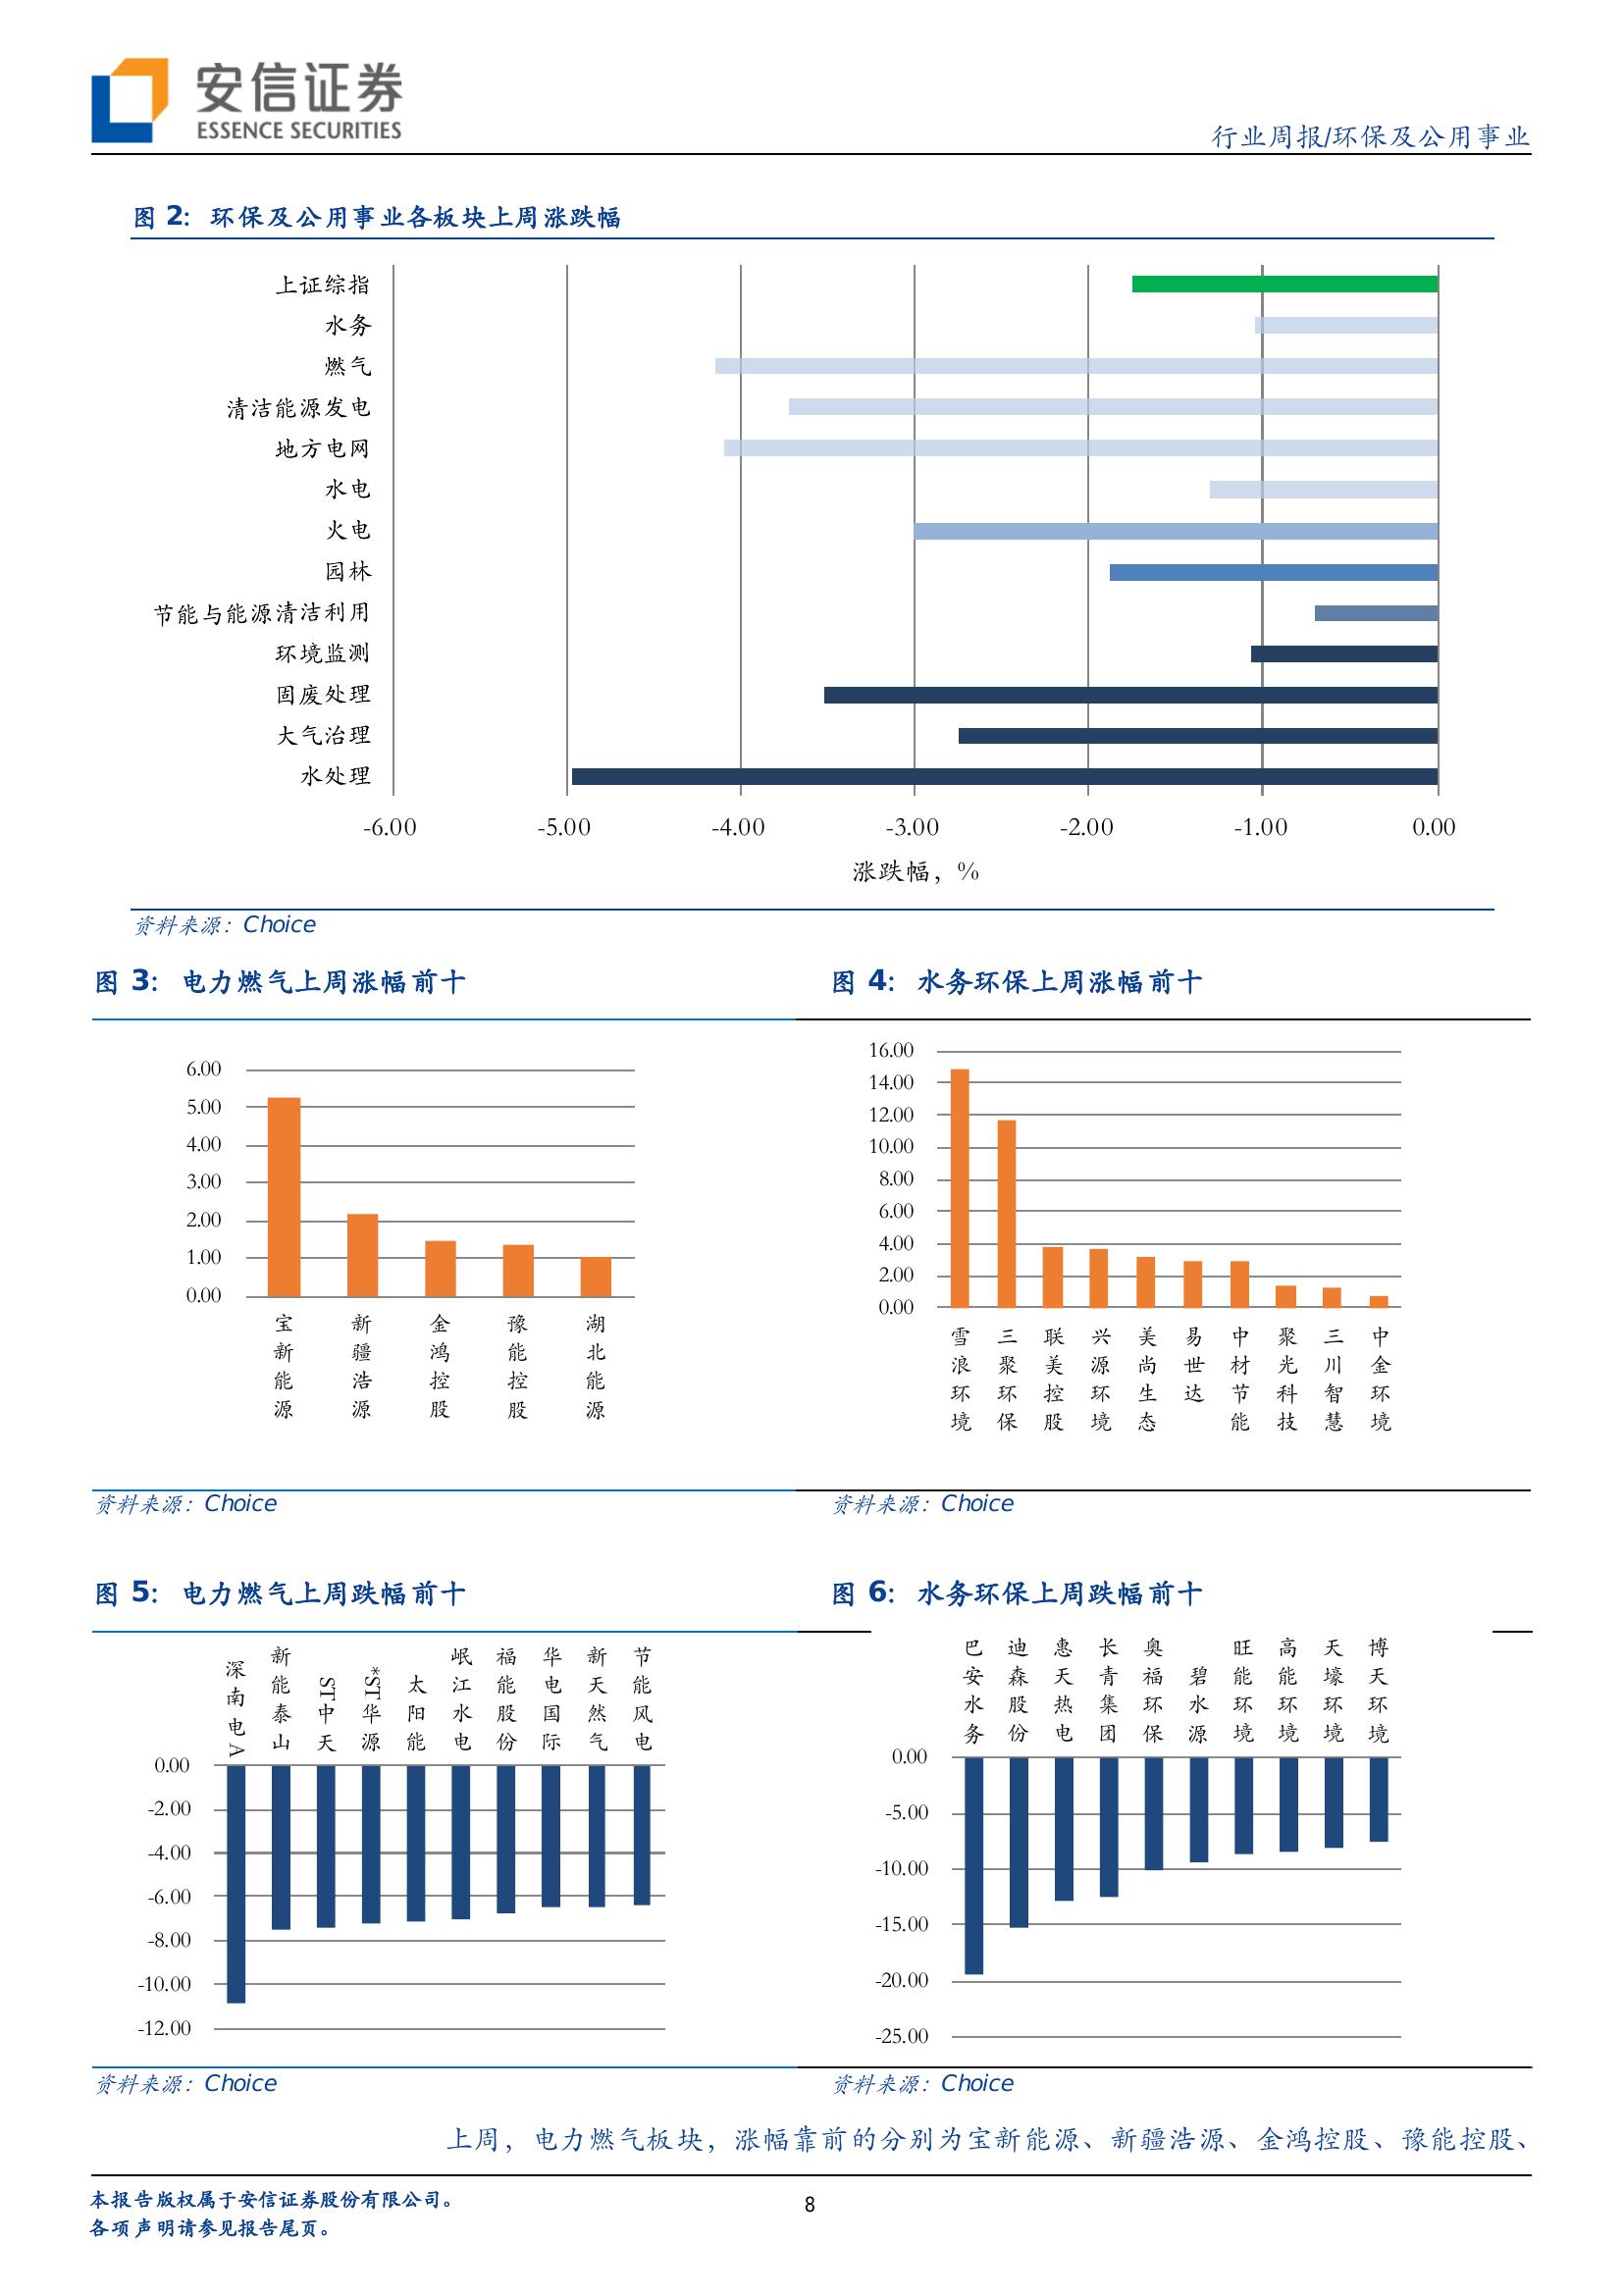 安信证券
ESSENCE SECURITIES
行业周报/环保及公用事业
图 2：环保及公用事业各板块上周涨跌幅
上证综指
水务
燃气
清洁能源发电
地方电网
水电
火电
园林
节能与能源清洁利用
环境监测
固废处理
大气治理
水处理
-6.00 -5.00 -4.00 -3.00 -2.00 -1.00 0.00
涨跌幅，%
资料来源：Choice
图 3：电力燃气上周涨幅前十
6.00
5.00
4.00
3.00
2.00
1.00
0.00
宝新能源
新疆浩源
金鸿控股
豫能控股
湖北能源
资料来源：Choice
图 4：水务环保上周涨幅前十
16.00
14.00
12.00
10.00
8.00
6.00
4.00
2.00
0.00
雪浪环境
三聚环保
联美控股
兴源环境
美尚生态
易世达
中材节能
聚光科技
三川智慧
中金环境
资料来源：Choice
图 5：电力燃气上周跌幅前十
深南电A
新能泰山
ST中天
*ST华源
太阳能
岷江水电
福能股份
华电国际
新天然气
节能风电
0.00
-2.00
-4.00
-6.00
-8.00
-10.00
-12.00
资料来源：Choice
图 6：水务环保上周跌幅前十
巴安水务
迪森股份
惠天热电
长青集团
奥福环保
碧水源
旺能环境
高能环境
天壕环境
博天环境
0.00
-5.00
-10.00
-15.00
-20.00
-25.00
资料来源：Choice
上周，电力燃气板块，涨幅靠前的分别为宝新能源、新疆浩源、金鸿控股、豫能控股、
本报告版权属于安信证券股份有限公司。
各项声明请参见报告尾页。
8